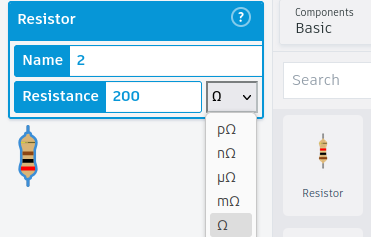 Resistor
?
Name 2
Resistance 200 Ω
pΩ
nΩ
µΩ
mΩ
Ω
Components
Basic
Search
Resistor